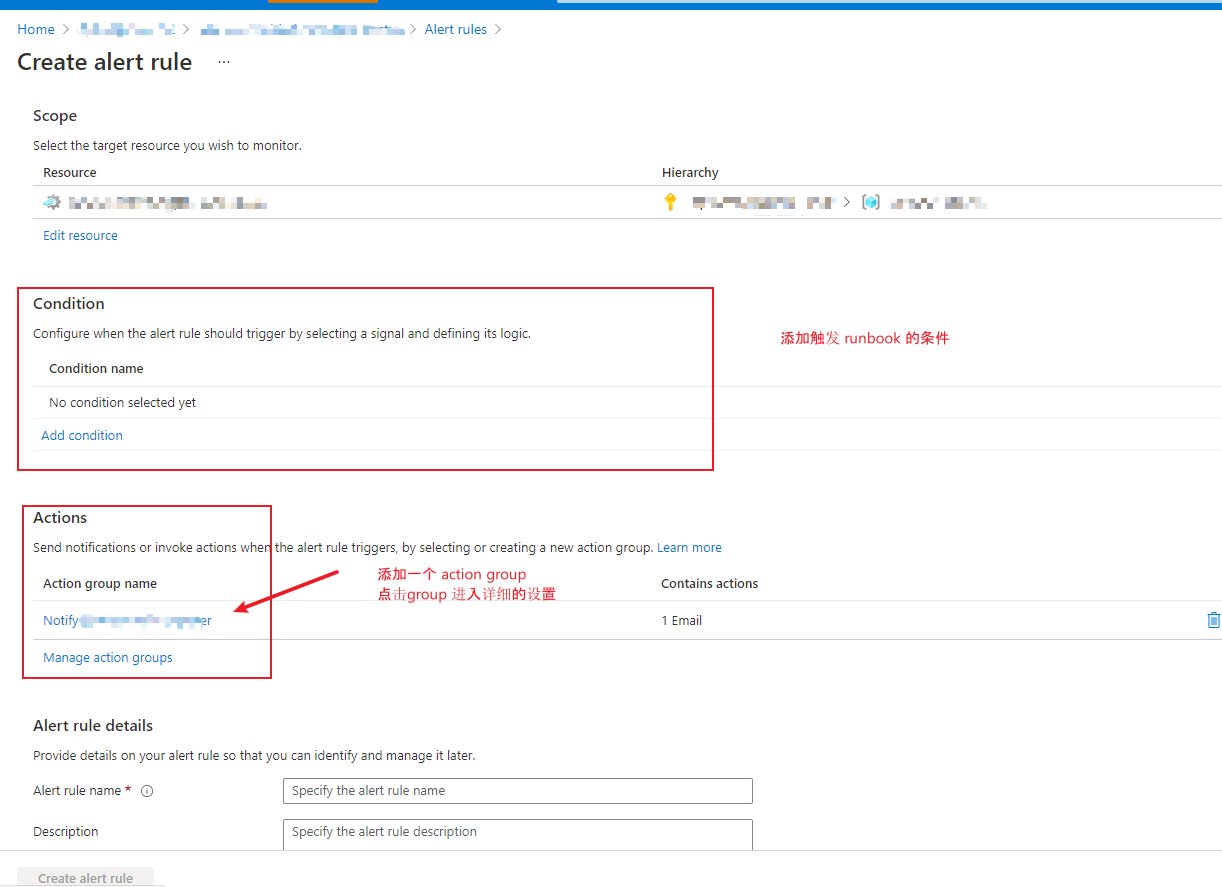 Home > > > Alert rules >
Create alert rule ...
Scope
Select the target resource you wish to monitor.
Resource Hierarchy
>
Edit resource
Condition
Configure when the alert rule should trigger by selecting a signal and defining its logic.
添加触发 runbook 的条件
Condition name
No condition selected yet
Add condition
Actions
Send notifications or invoke actions when the alert rule triggers, by selecting or creating a new action group. Learn more
添加一个 action group
点击group 进入详细的设置
Action group name Contains actions
Notify er 1 Email
Manage action groups
Alert rule details
Provide details on your alert rule so that you can identify and manage it later.
Alert rule name * Specify the alert rule name
Description Specify the alert rule description
Create alert rule